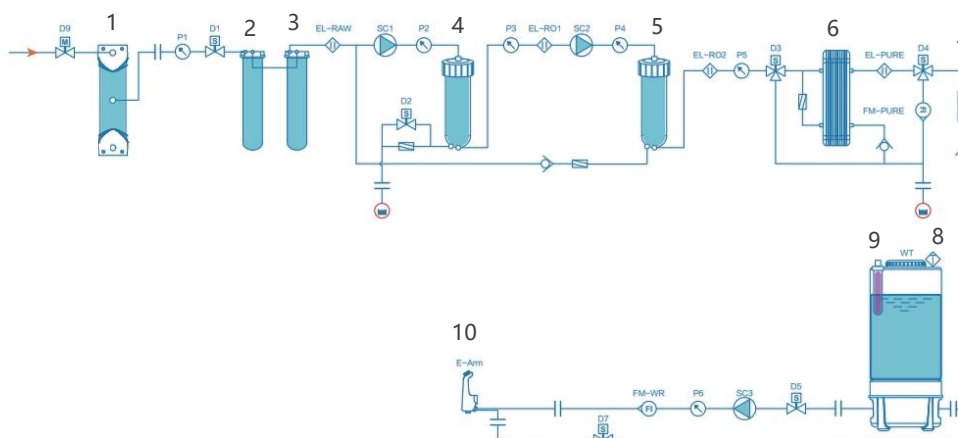 1
2
3
4
5
6
D9
P1
D1
EL-RAW
SC1
P2
P3
EL-RO1
SC2
P4
EL-RO2
P5
D3
EL-PURE
D4
D2
FM-PURE
9
8
WT
T
10
E-Arm
FM-WR
FI
P6
SC3
D5
D7